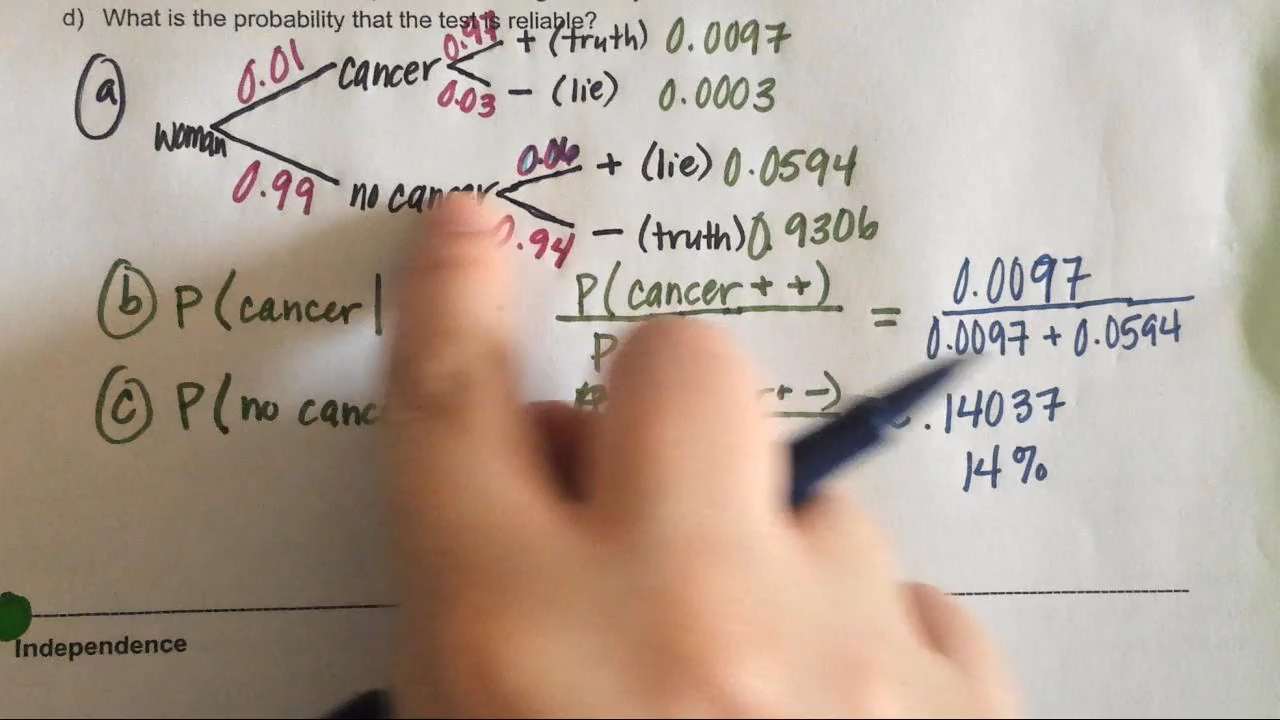 d) What is the probability that the test is reliable?
a
woman
0.01
cancer
0.97
+ (truth) 0.0097
0.03
− (lie) 0.0003
0.99
no cancer
0.06
+ (lie) 0.0594
0.94
− (truth) 0.9306
b P(cancer| P(cancer + +) = 0.0097
P 0.0097 + 0.0594
c P(no + −) .14037
14%
Independence